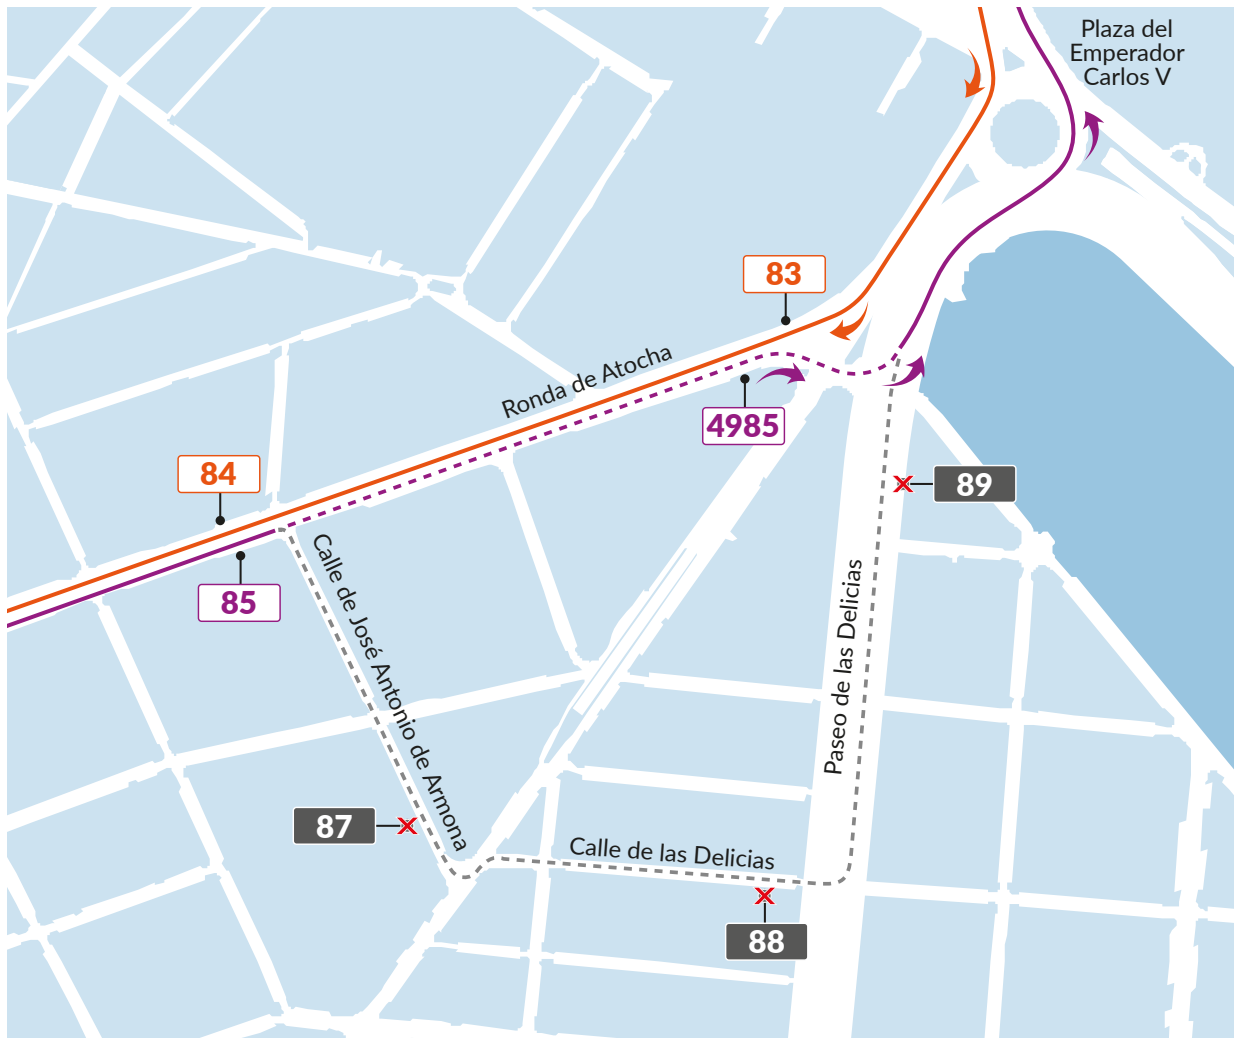 Plaza del
Emperador
Carlos V
83
Ronda de Atocha
4985
84
89
85
Calle de José Antonio de Armona
Paseo de las Delicias
87
Calle de las Delicias
88